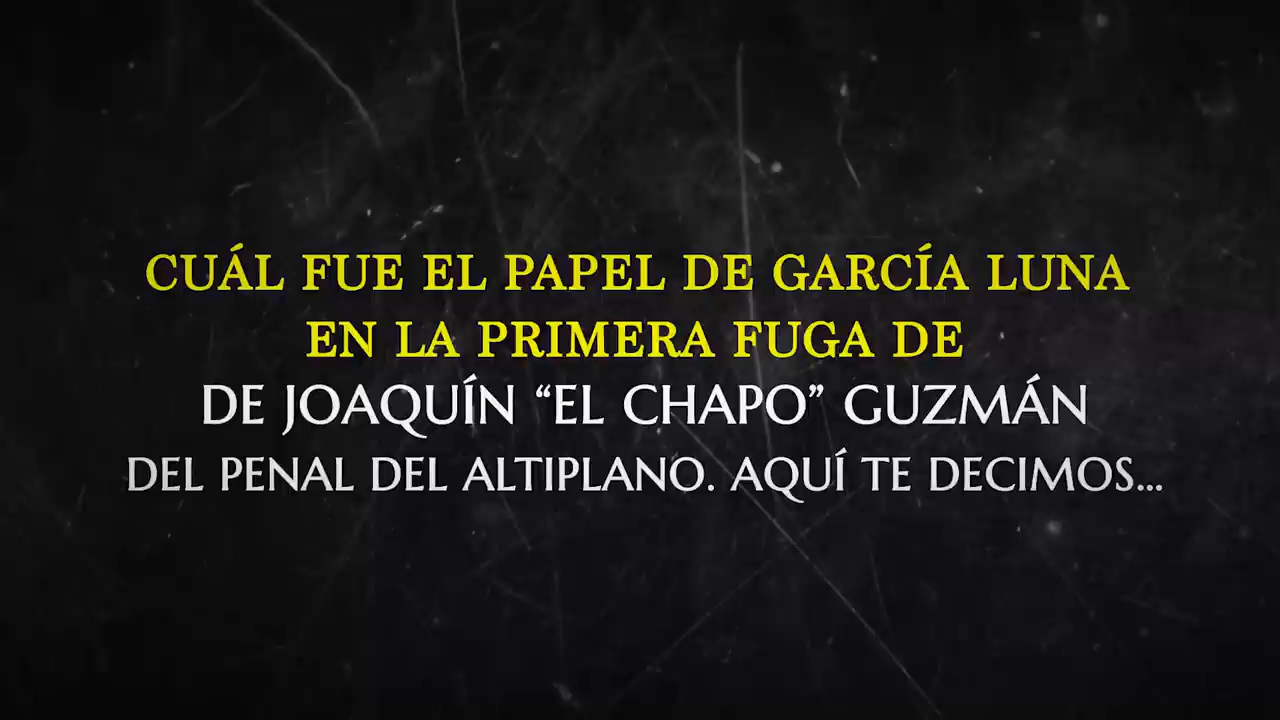 CUÁL FUE EL PAPEL DE GARCÍA LUNA
EN LA PRIMERA FUGA DE
DE JOAQUÍN “EL CHAPO” GUZMÁN
DEL PENAL DEL ALTIPLANO. AQUÍ TE DECIMOS...